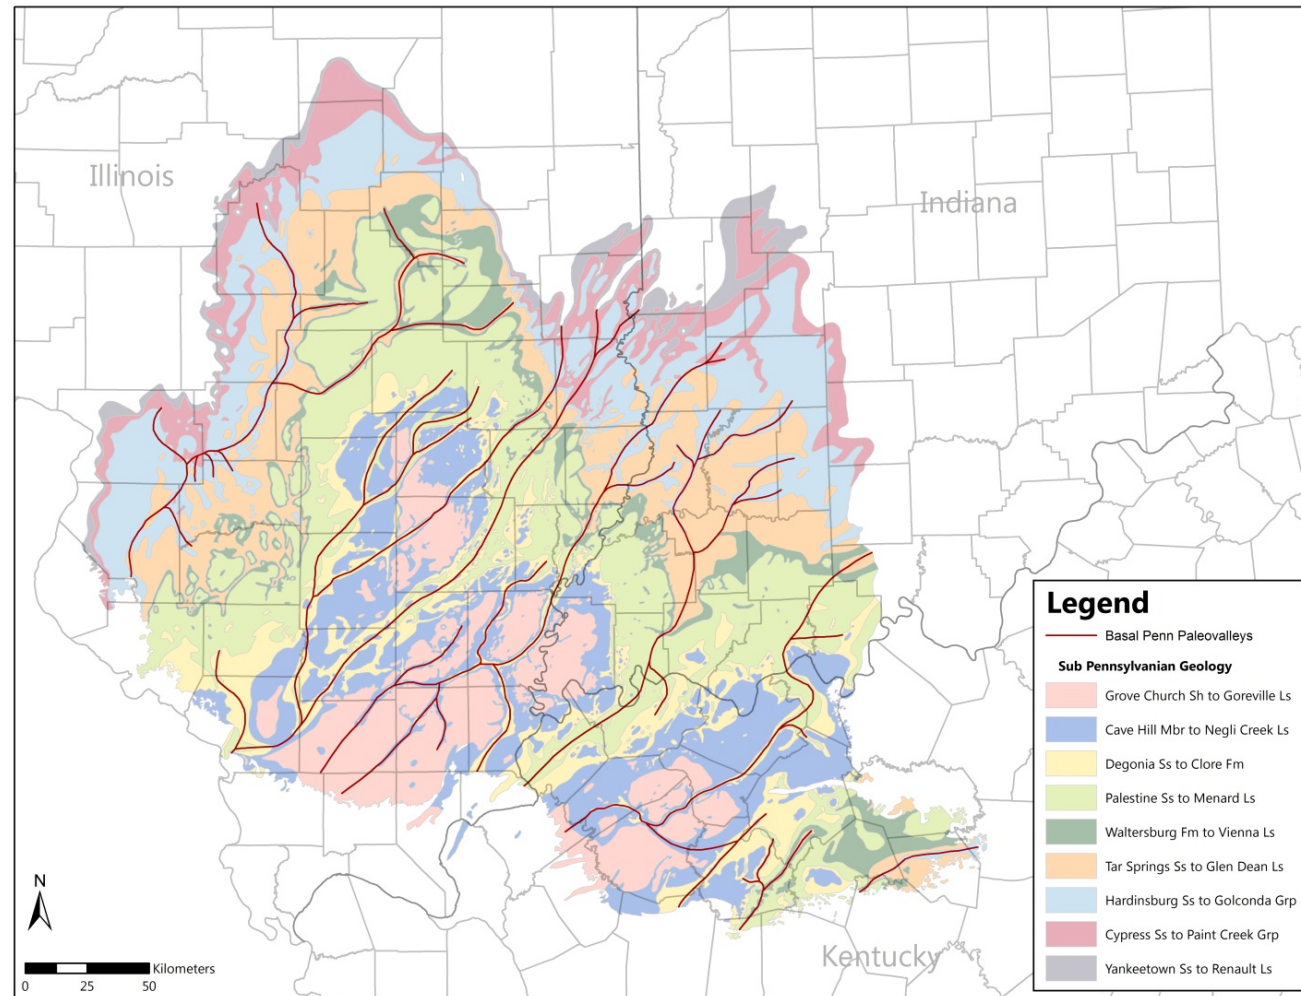 Illinois
Indiana
Kentucky
Legend
Basal Penn Paleovalleys
Sub Pennsylvanian Geology
Grove Church Sh to Goreville Ls
Cave Hill Mbr to Negli Creek Ls
Degonia Ss to Clore Fm
Palestine Ss to Menard Ls
Waltersburg Fm to Vienna Ls
Tar Springs Ss to Glen Dean Ls
Hardinsburg Ss to Golconda Grp
Cypress Ss to Paint Creek Grp
Yankeetown Ss to Renault Ls
N
Kilometers
0 25 50